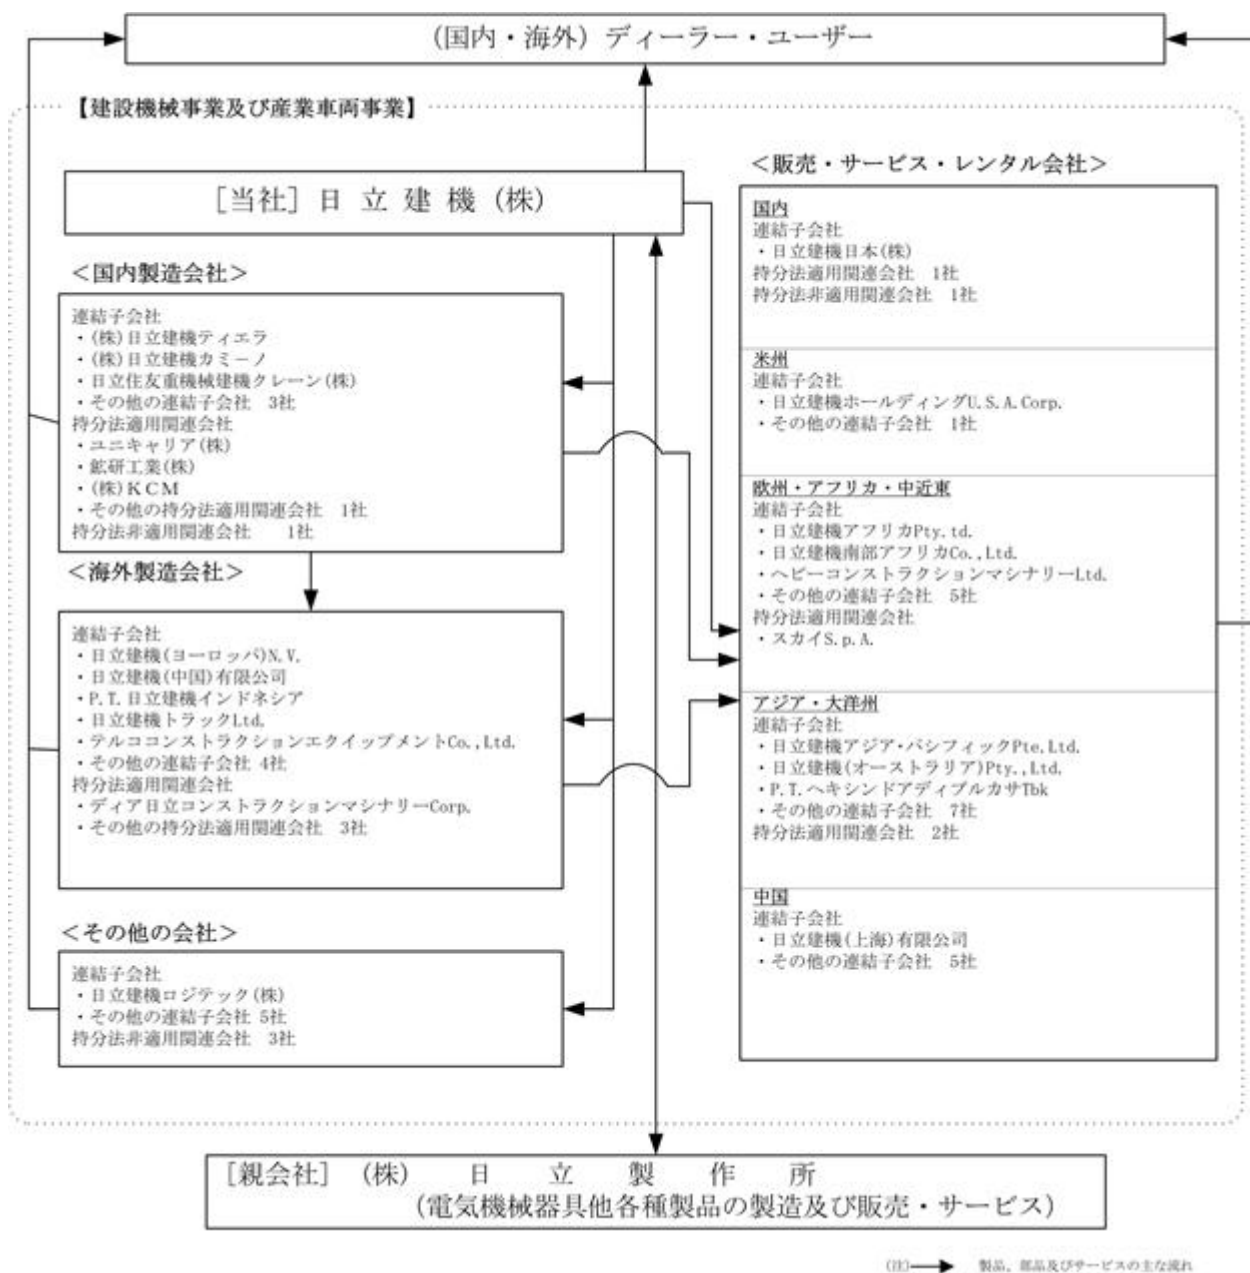 (国内・海外)ディーラー・ユーザー
【建設機械事業及び産業車両事業】
[当社]日 立 建 機 (株)
<国内製造会社>
連結子会社
・(株)日立建機ティエラ
・(株)日立建機カミーノ
・日立住友重機械建機クレーン(株)
・その他の連結子会社 3社
持分法適用関連会社
・ユニキャリア(株)
・鉱研工業(株)
・(株)KCM
・その他の持分法適用関連会社 1社
持分法非適用関連会社 1社
<海外製造会社>
連結子会社
・日立建機(ヨーロッパ)N.V.
・日立建機(中国)有限公司
・P.T.日立建機インドネシア
・日立建機トラックLtd.
・テルココンストラクションエクイップメントCo.,Ltd.
・その他の連結子会社 4社
持分法適用関連会社
・ディア日立コンストラクションマシナリーCorp.
・その他の持分法適用関連会社 3社
<その他の会社>
連結子会社
・日立建機ロジテック(株)
・その他の連結子会社 5社
持分法非適用関連会社 3社
<販売・サービス・レンタル会社>
国内
連結子会社
・日立建機日本(株)
持分法適用関連会社 1社
持分法非適用関連会社 1社
米州
連結子会社
・日立建機ホールディングU.S.A.Corp.
・その他の連結子会社 1社
欧州・アフリカ・中近東
連結子会社
・日立建機アフリカPty.td.
・日立建機南部アフリカCo.,Ltd.
・ヘビーコンストラクションマシナリーLtd.
・その他の連結子会社 5社
持分法適用関連会社
・スカイS.p.A.
アジア・大洋州
連結子会社
・日立建機アジア・パシフィックPte.Ltd.
・日立建機(オーストラリア)Pty.,Ltd.
・P.T.ヘキシンドアディプルカサTbk
・その他の連結子会社 7社
持分法適用関連会社 2社
中国
連結子会社
・日立建機(上海)有限公司
・その他の連結子会社 5社
[親会社] (株) 日 立 製 作 所
(電気機械器具他各種製品の製造及び販売・サービス)
(注) 製品、部品及びサービスの主な流れ